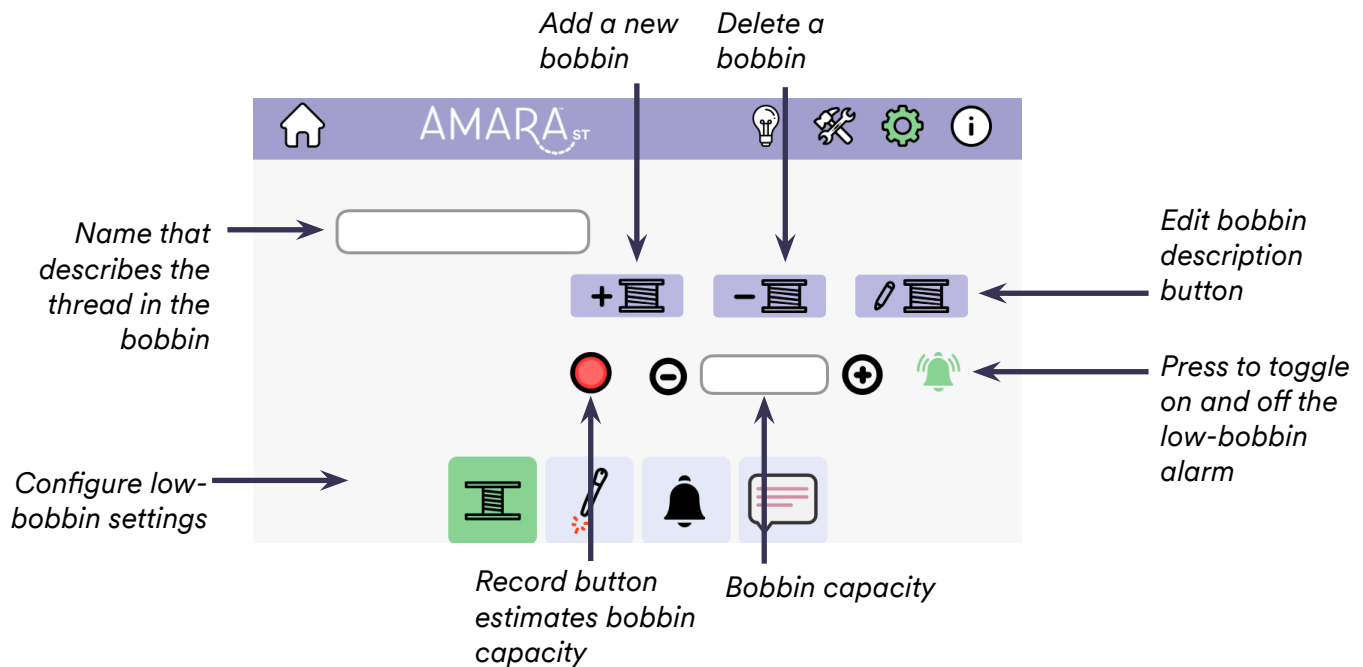 Add a new
bobbin
Delete a
bobbin
AMARA™ ST
i
Name that
describes the
thread in the
bobbin
Edit bobbin
description
button
Press to toggle
on and off the
low-bobbin
alarm
Configure low-
bobbin settings
Record button
estimates bobbin
capacity
Bobbin capacity